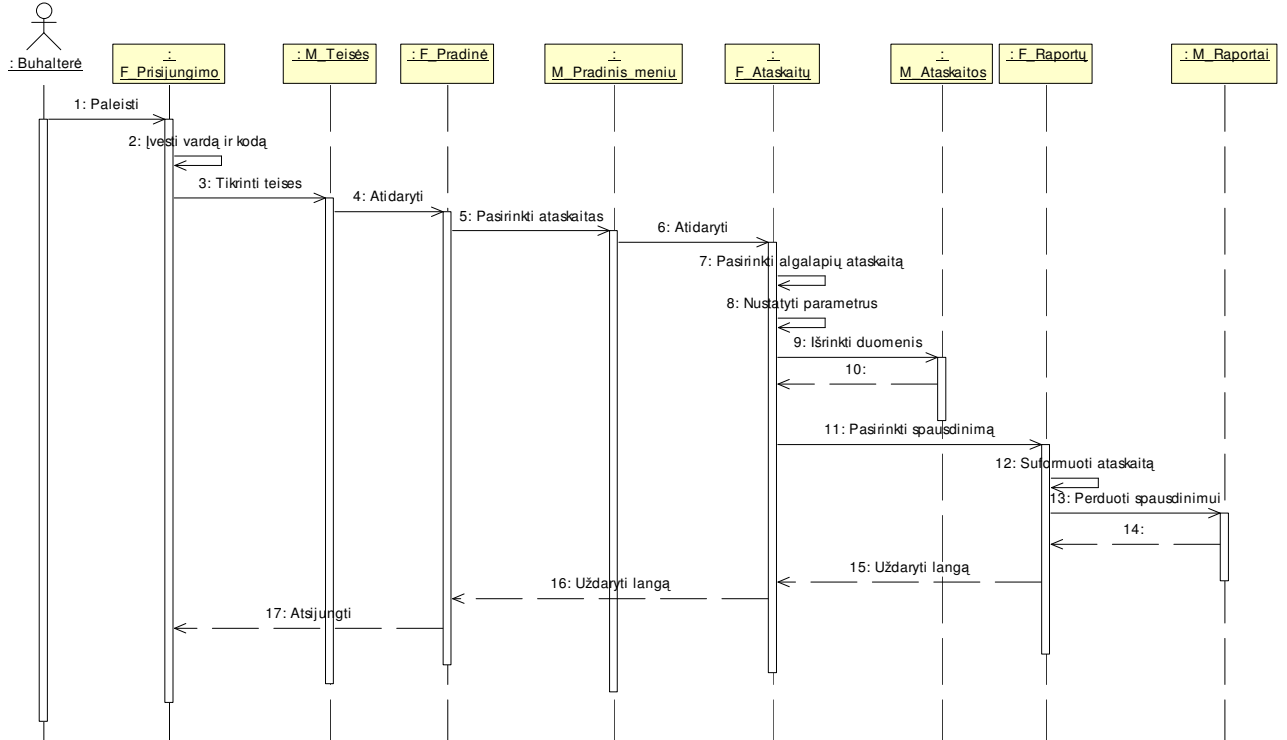 : Buhalterė
:
F_Prisijungimo
: M_Teisės
: F_Pradinė
:
M_Pradinis_meniu
:
F_Ataskaitų
:
M_Ataskaitos
: F_Raportų
: M_Raportai
1: Paleisti
2: Įvesti vardą ir kodą
3: Tikrinti teises
4: Atidaryti
5: Pasirinkti ataskaitas
6: Atidaryti
7: Pasirinkti algalapių ataskaitą
8: Nustatyti parametrus
9: Išrinkti duomenis
10:
11: Pasirinkti spausdinimą
12: Suformuoti ataskaitą
13: Perduoti spausdinimui
14:
15: Uždaryti langą
16: Uždaryti langą
17: Atsijungti